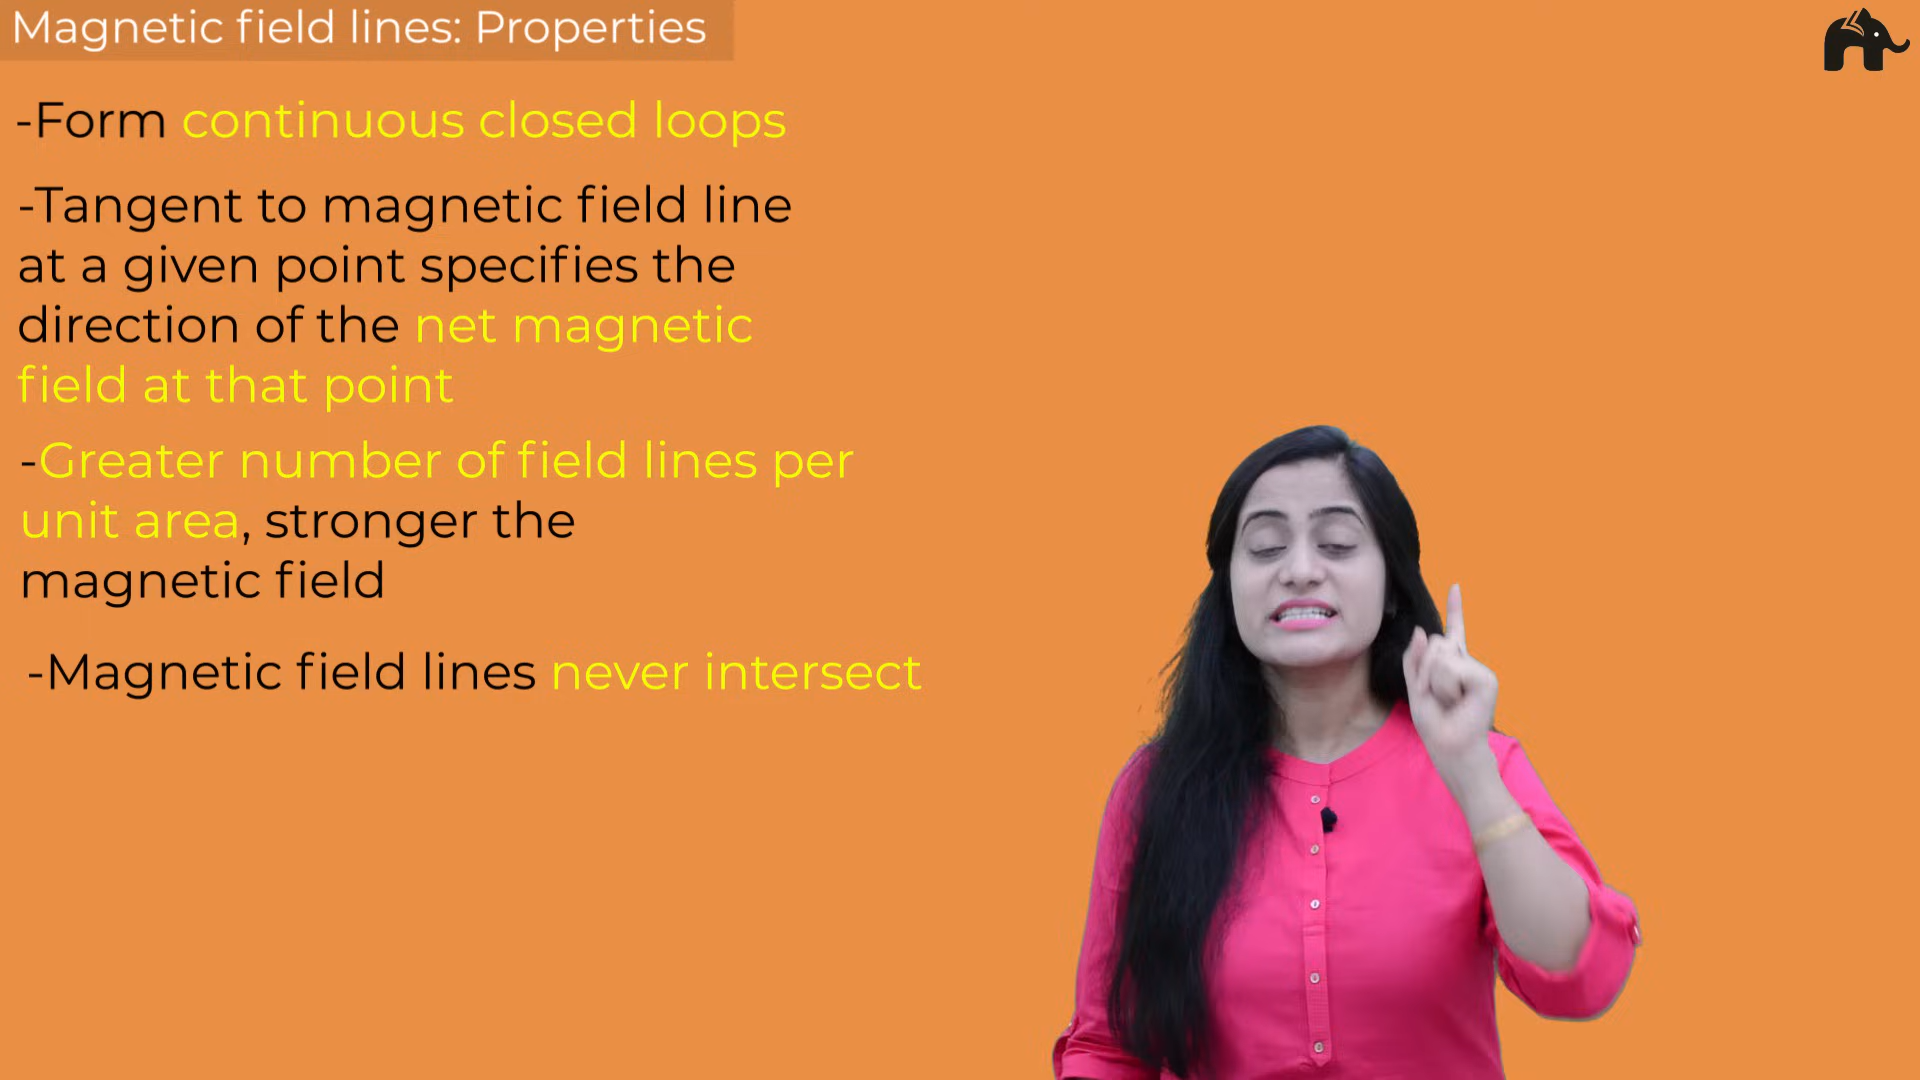 Magnetic field lines: Properties
-Form continuous closed loops
-Tangent to magnetic field line
at a given point specifies the
direction of the net magnetic
field at that point
-Greater number of field lines per
unit area, stronger the
magnetic field
-Magnetic field lines never intersect